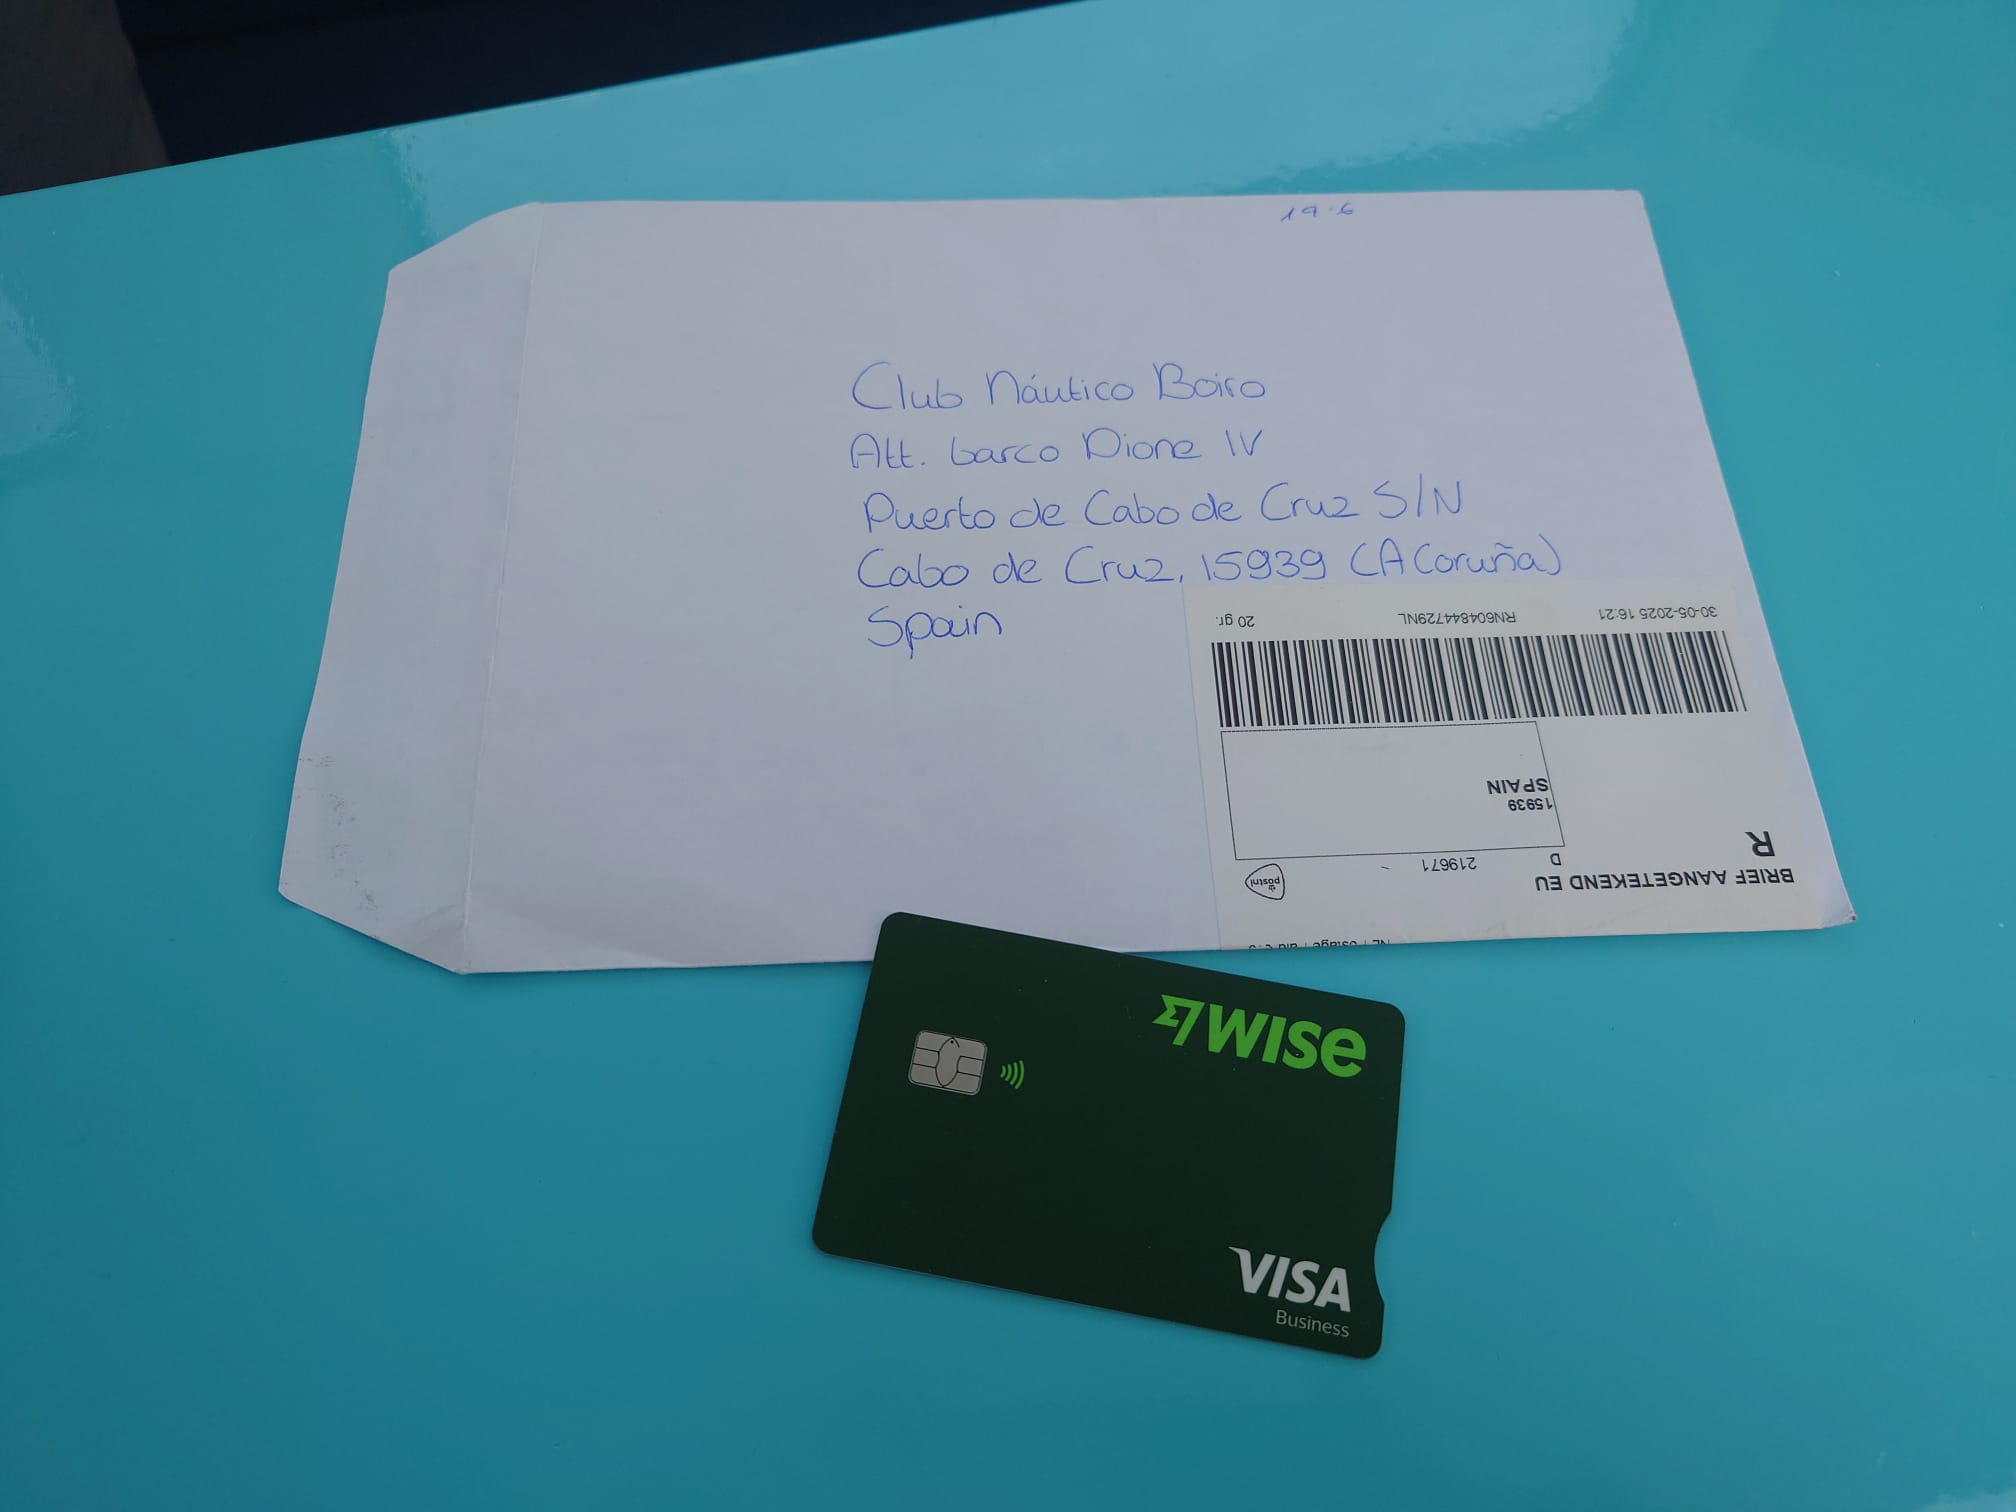 19.6
Club Náutico Boiro
Att. barco Dione IV
Puerto de Cabo de Cruz S/N
Cabo de Cruz, 15939 (A Coruña)
Spain
BRIEF AANGETEKEND EU
R
D 219671 -
postnl
15939
SPAIN
30-05-2025 16:21 RN604844729NL 20 gr.
WISE
VISA
Business